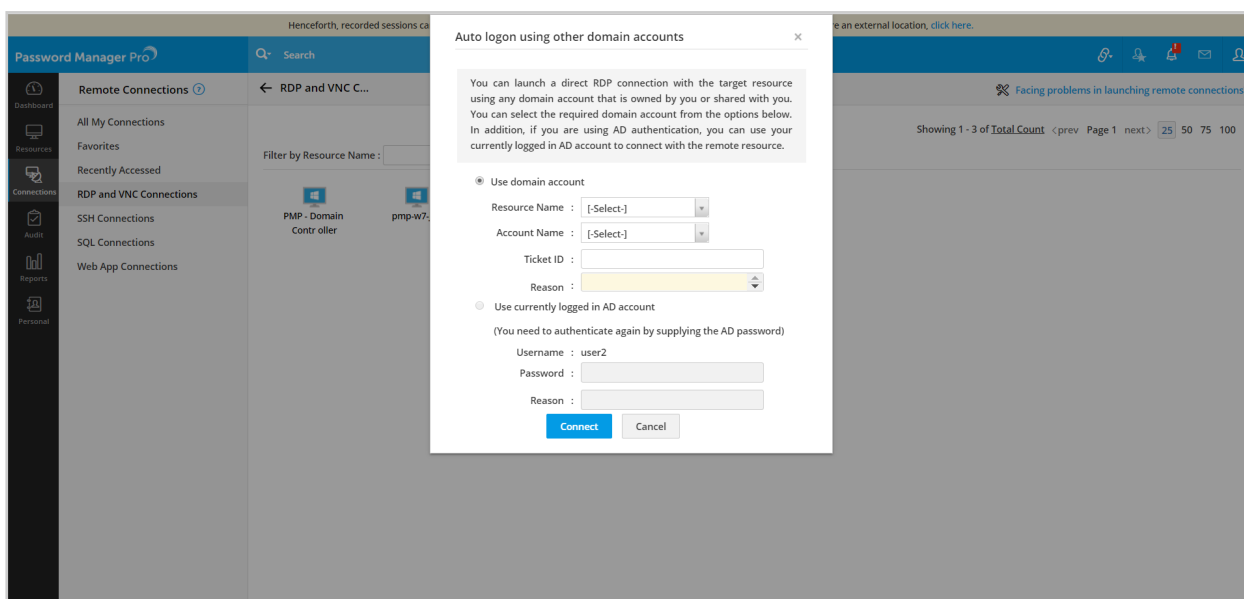 Henceforth, recorded sessions ca
re an external location, click here.
Password Manager Pro
Search
Dashboard
Resources
Connections
Audit
Reports
Personal
Remote Connections ?
All My Connections
Favorites
Recently Accessed
RDP and VNC Connections
SSH Connections
SQL Connections
Web App Connections
← RDP and VNC C...
Facing problems in launching remote connections
Showing 1 - 3 of Total Count <prev Page 1 next> 25 50 75 100
Filter by Resource Name :
PMP - Domain
Contr oller
pmp-w7-
Auto logon using other domain accounts ×
You can launch a direct RDP connection with the target resource
using any domain account that is owned by you or shared with you.
You can select the required domain account from the options below.
In addition, if you are using AD authentication, you can use your
currently logged in AD account to connect with the remote resource.
Use domain account
Resource Name : [-Select-]
Account Name : [-Select-]
Ticket ID :
Reason :
Use currently logged in AD account
(You need to authenticate again by supplying the AD password)
Username : user2
Password :
Reason :
Connect Cancel